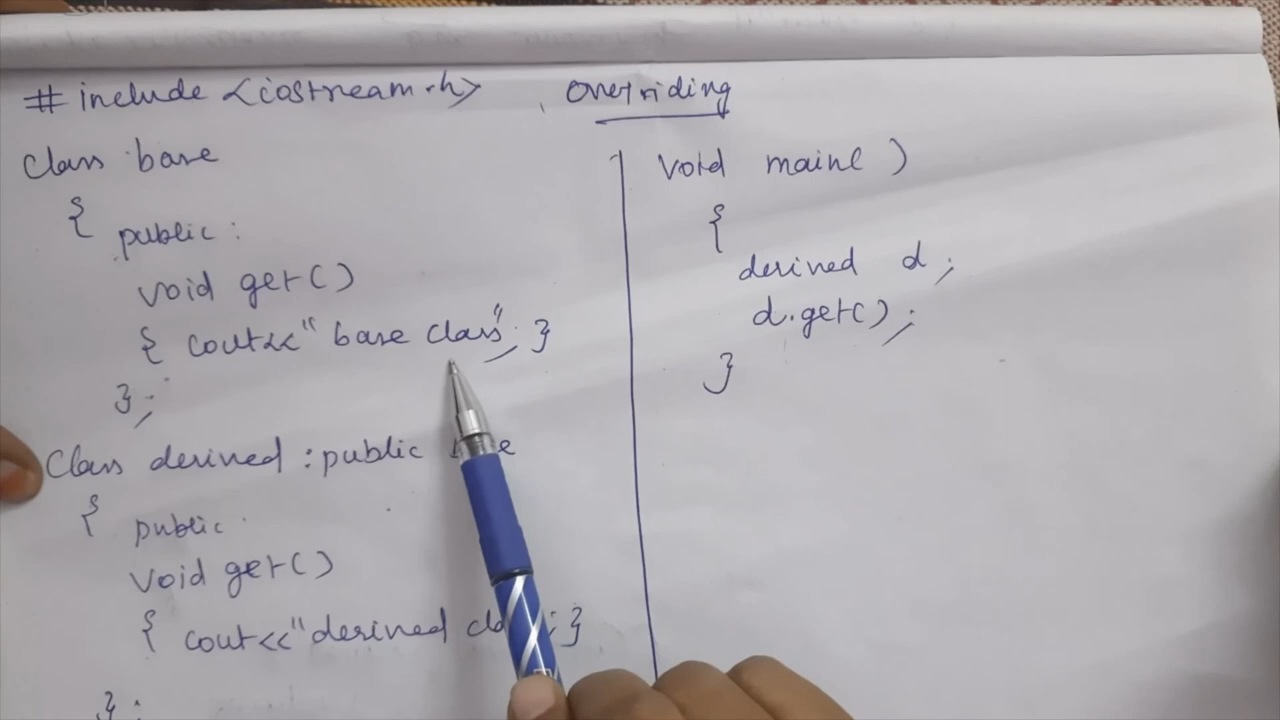 # include <iostream.h>
overriding
class base
{
public:
void get()
{ cout<<"base class"; }
};
class derived : public
{ public
void get()
{ cout<<"derived
; }
};
void main()
{
derived d;
d.get();
}